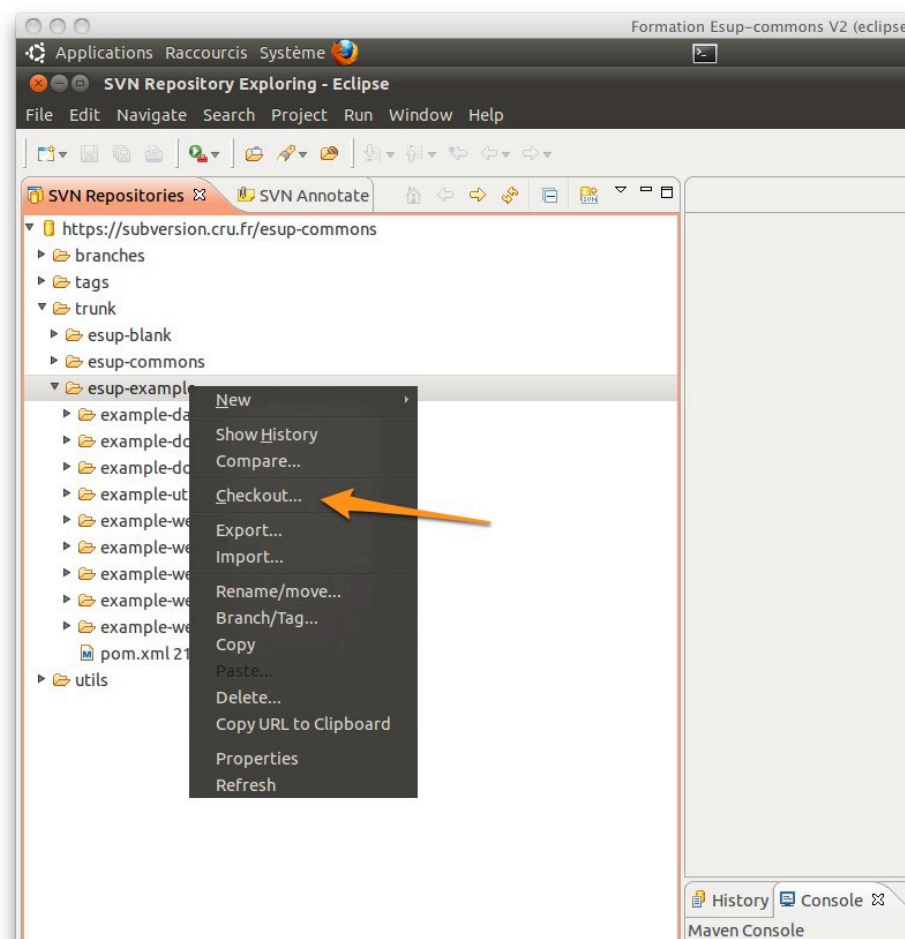 Formation Esup-commons V2 (eclipse
Applications Raccourcis Système
SVN Repository Exploring - Eclipse
File Edit Navigate Search Project Run Window Help
SVN Repositories SVN Annotate
https://subversion.cru.fr/esup-commons
branches
tags
trunk
esup-blank
esup-commons
esup-example
example-da
example-do
example-do
example-ut
example-we
example-we
example-we
example-we
example-we
pom.xml 21
utils
New
Show History
Compare...
Checkout...
Export...
Import...
Rename/move...
Branch/Tag...
Copy
Paste...
Delete...
Copy URL to Clipboard
Properties
Refresh
History Console
Maven Console